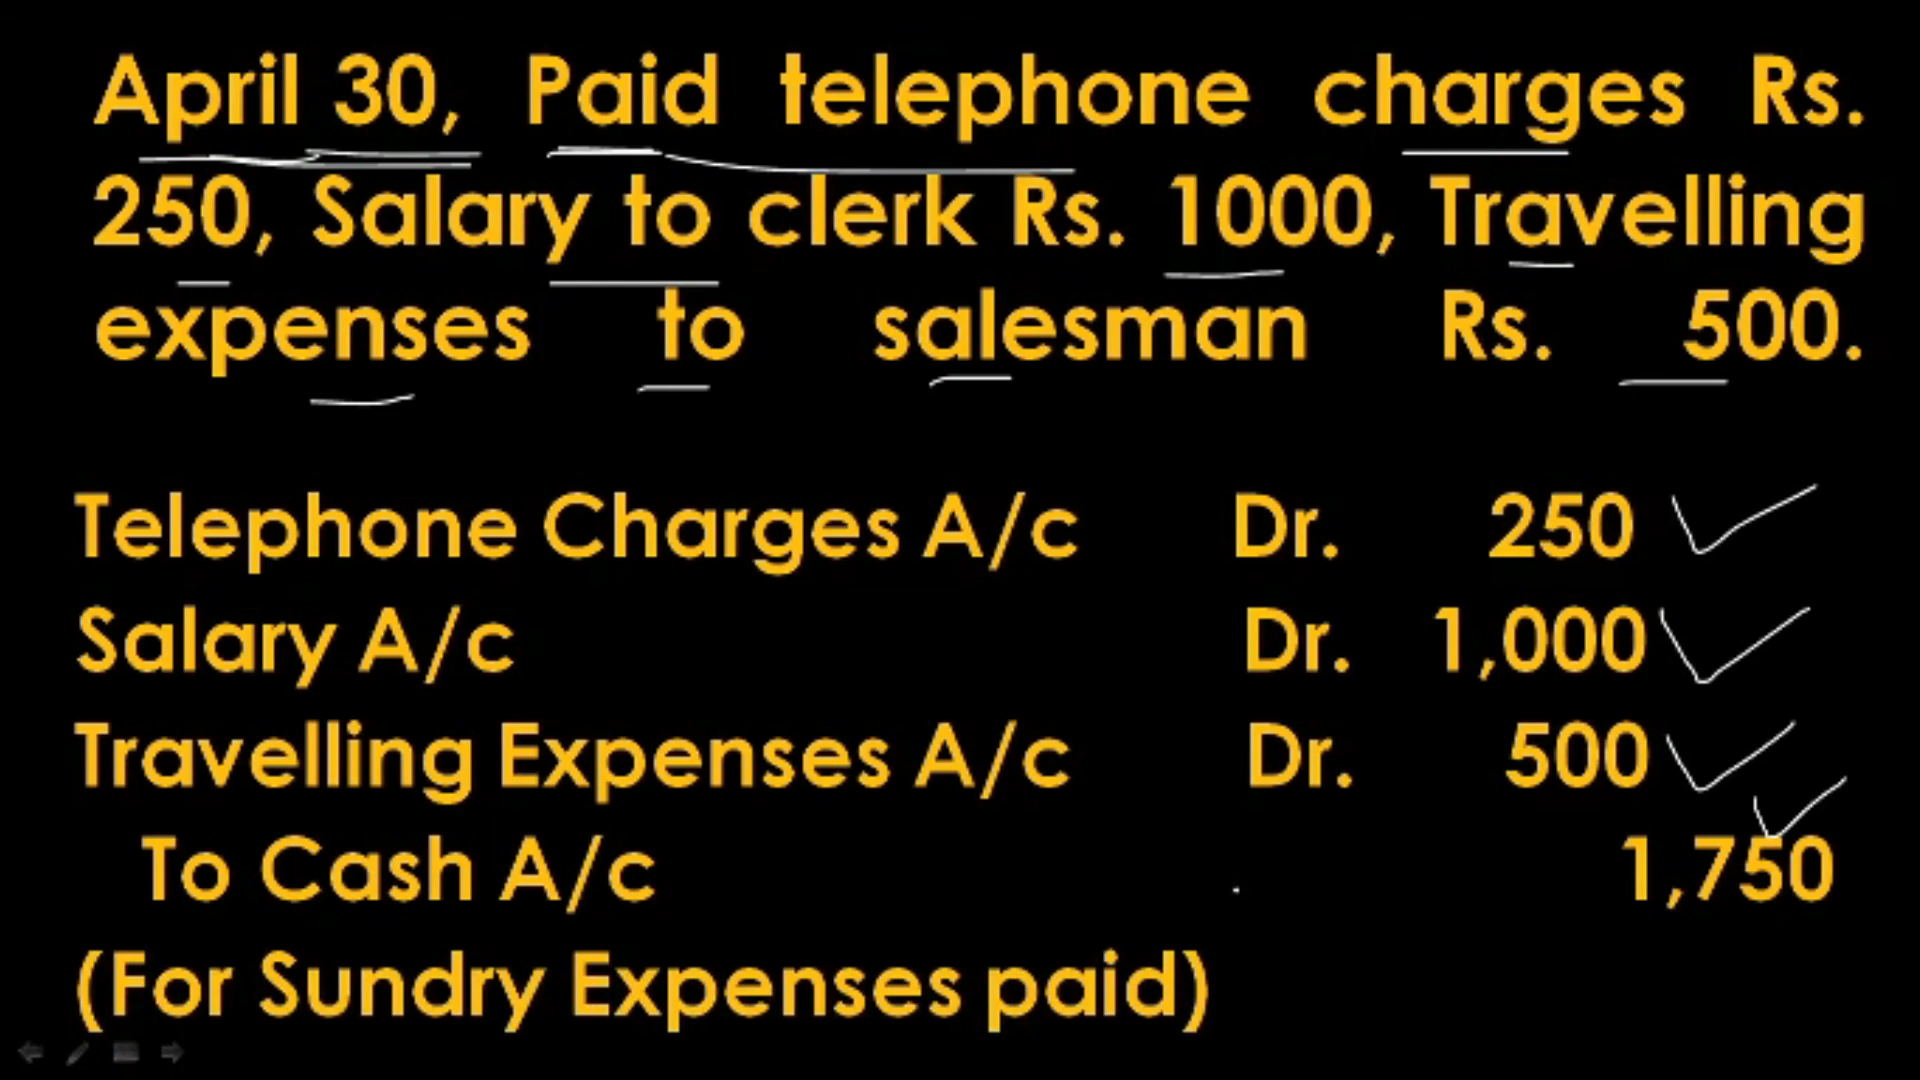 April 30, Paid telephone charges Rs.
250, Salary to clerk Rs. 1000, Travelling
expenses to salesman Rs. 500.
Telephone Charges A/c Dr. 250
Salary A/c Dr. 1,000
Travelling Expenses A/c Dr. 500
To Cash A/c 1,750
(For Sundry Expenses paid)